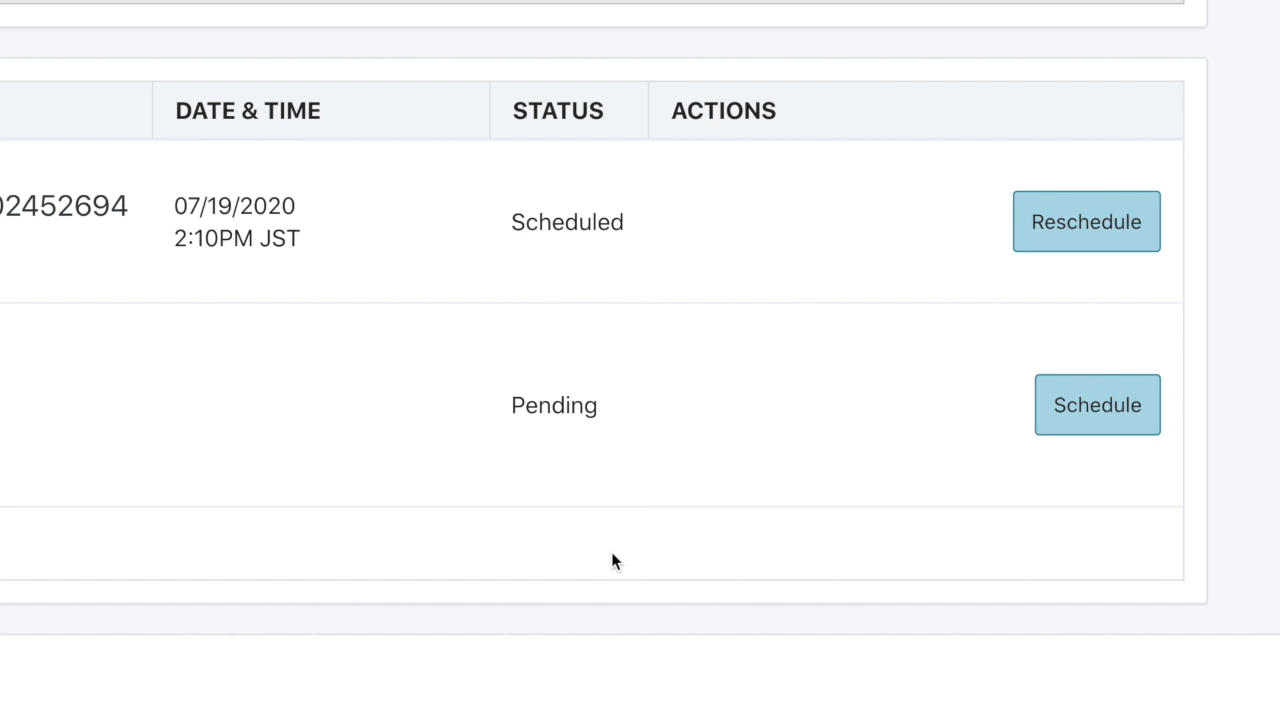 DATE & TIME STATUS ACTIONS
02452694 07/19/2020
2:10PM JST
Scheduled Reschedule
Pending Schedule